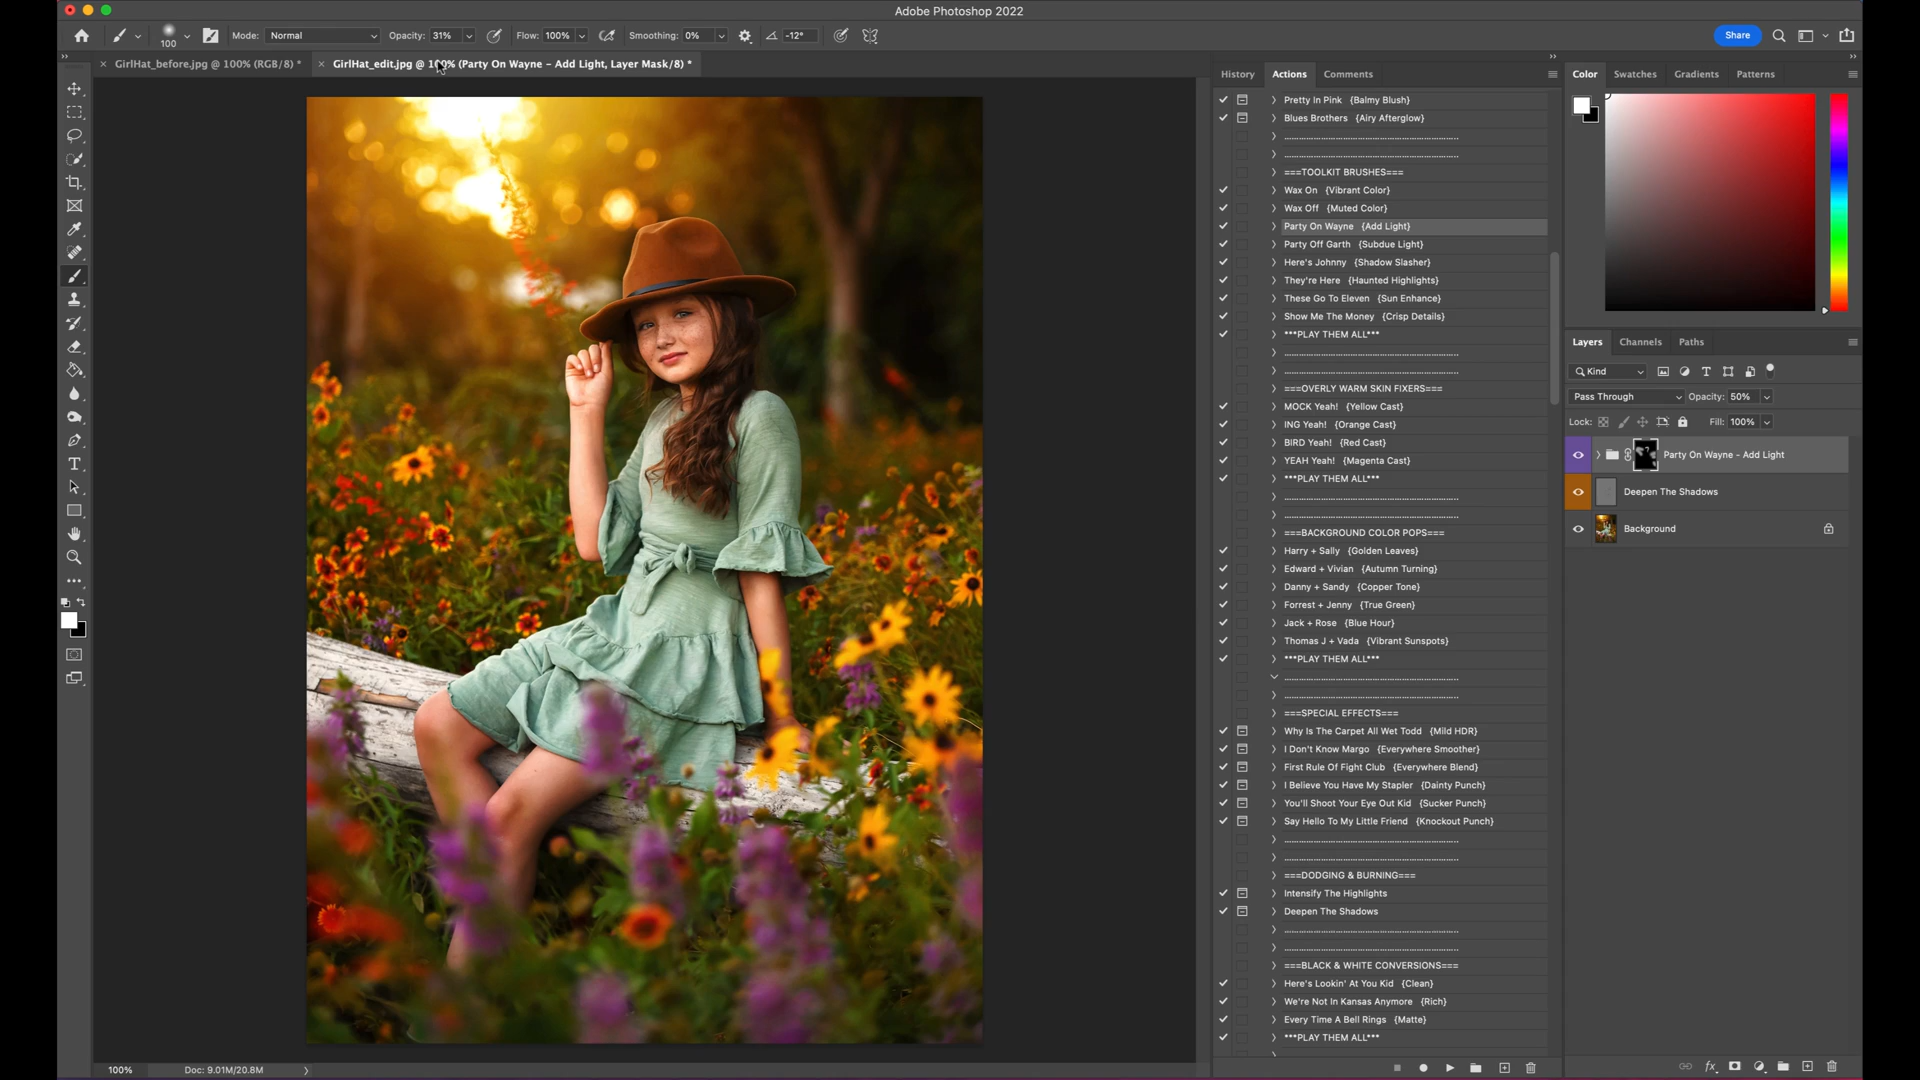 Adobe Photoshop 2022
100
Mode: Normal
Opacity: 31%
Flow: 100%
Smoothing: 0%
-12°
Share
GirlHat_before.jpg @ 100% (RGB/8) *
GirlHat_edit.jpg @ 100% (Party On Wayne - Add Light, Layer Mask/8) *
History
Actions
Comments
Pretty In Pink {Balmy Blush}
Blues Brothers {Airy Afterglow}
===TOOLKIT BRUSHES===
Wax On {Vibrant Color}
Wax Off {Muted Color}
Party On Wayne {Add Light}
Party Off Garth {Subdue Light}
Here's Johnny {Shadow Slasher}
They're Here {Haunted Highlights}
These Go To Eleven {Sun Enhance}
Show Me The Money {Crisp Details}
***PLAY THEM ALL***
===OVERLY WARM SKIN FIXERS===
MOCK Yeah! {Yellow Cast}
ING Yeah! {Orange Cast}
BIRD Yeah! {Red Cast}
YEAH Yeah! {Magenta Cast}
***PLAY THEM ALL***
===BACKGROUND COLOR POPS===
Harry + Sally {Golden Leaves}
Edward + Vivian {Autumn Turning}
Danny + Sandy {Copper Tone}
Forrest + Jenny {True Green}
Jack + Rose {Blue Hour}
Thomas J + Vada {Vibrant Sunspots}
***PLAY THEM ALL***
===SPECIAL EFFECTS===
Why Is The Carpet All Wet Todd {Mild HDR}
I Don't Know Margo {Everywhere Smoother}
First Rule Of Fight Club {Everywhere Blend}
I Believe You Have My Stapler {Dainty Punch}
You'll Shoot Your Eye Out Kid {Sucker Punch}
Say Hello To My Little Friend {Knockout Punch}
===DODGING & BURNING===
Intensify The Highlights
Deepen The Shadows
===BLACK & WHITE CONVERSIONS===
Here's Lookin' At You Kid {Clean}
We're Not In Kansas Anymore {Rich}
Every Time A Bell Rings {Matte}
***PLAY THEM ALL***
Color
Swatches
Gradients
Patterns
Layers
Channels
Paths
Kind
Pass Through
Opacity: 50%
Lock:
Fill: 100%
Party On Wayne - Add Light
Deepen The Shadows
Background
100%
Doc: 9.01M/20.8M